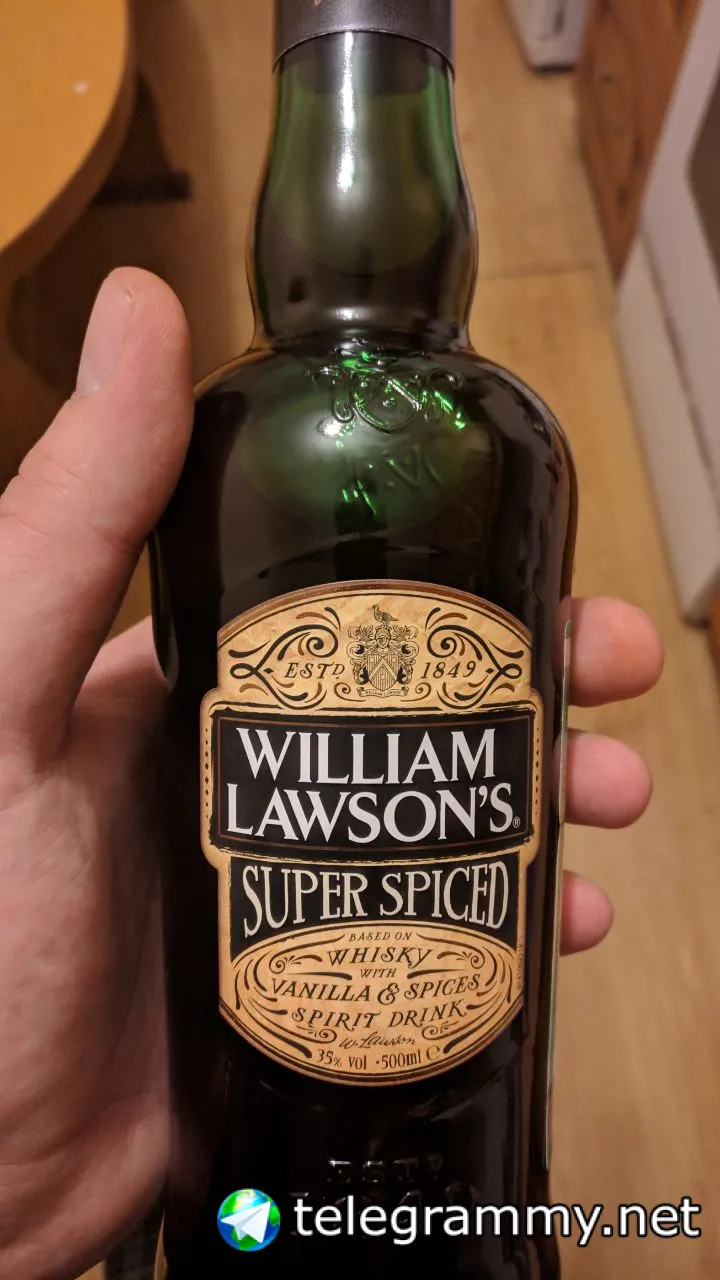 ESTD 1849
WILLIAM
LAWSON'S®
SUPER SPICED
BASED ON
WHISKY
WITH
VANILLA & SPICES
SPIRIT DRINK
W. Lawson
35% vol · 500ml ℮
telegrammy.net